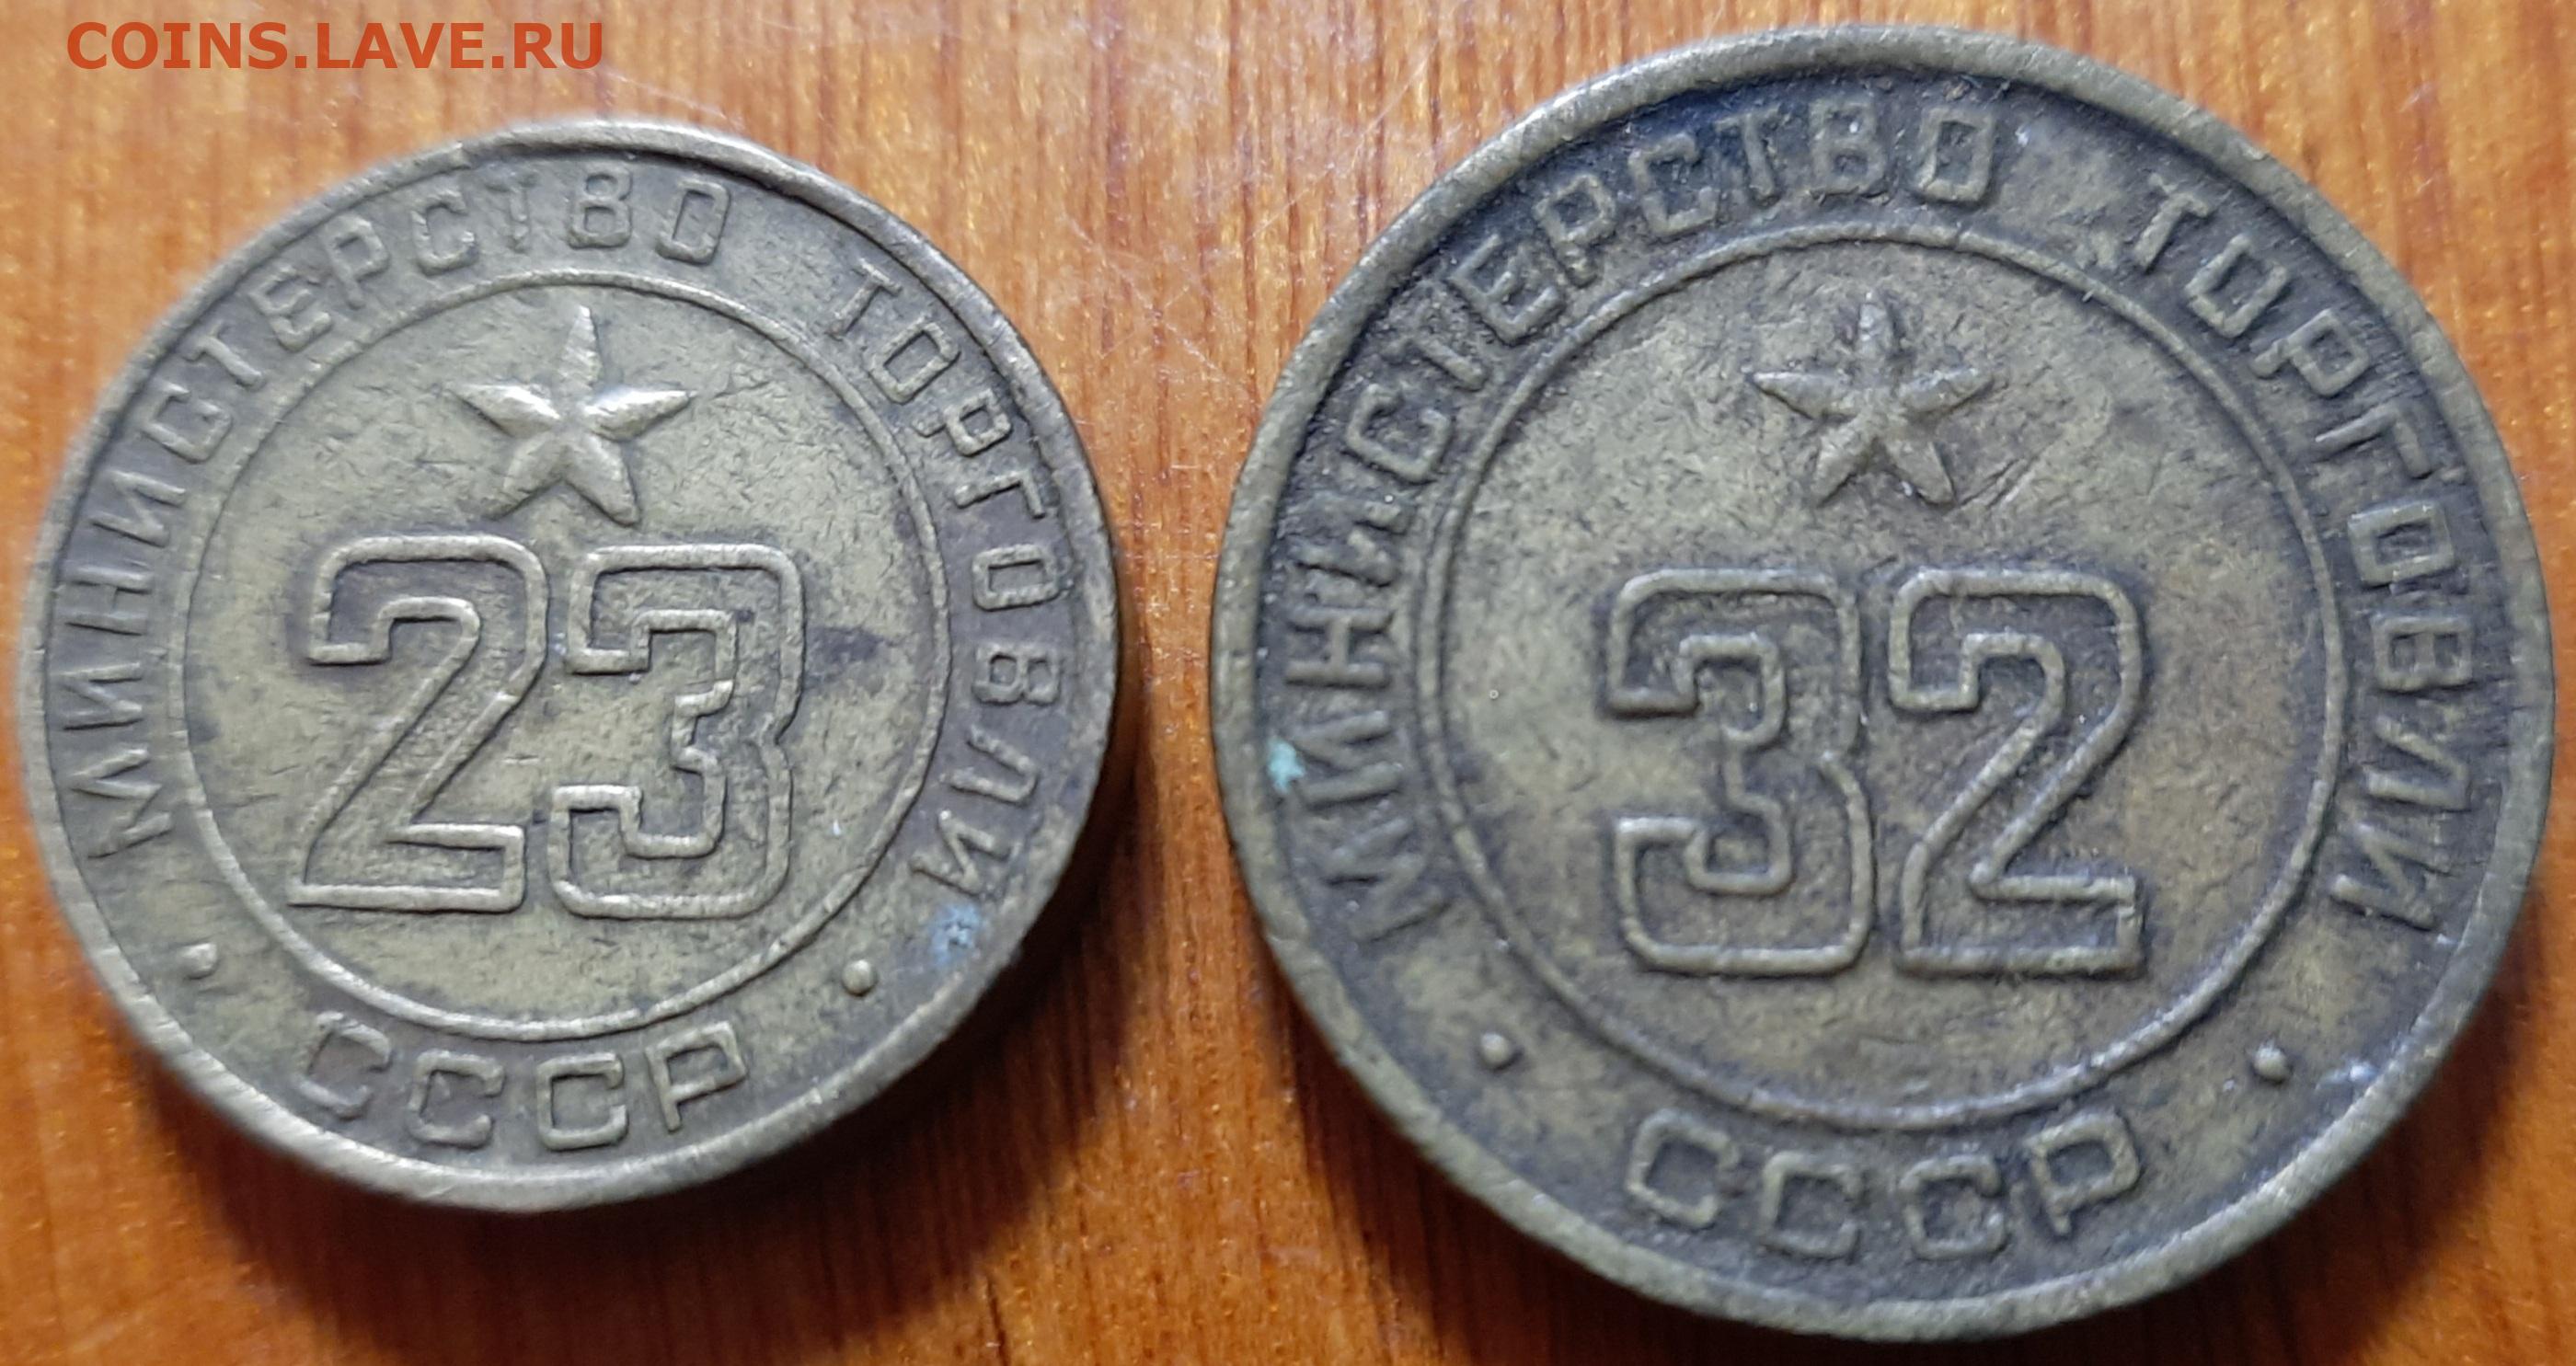 COINS.LAVE.RU
МИНИСТЕРСТВО ТОРГОВЛИ
23
• СССР •
МИНИСТЕРСТВО ТОРГОВЛИ
32
• СССР •